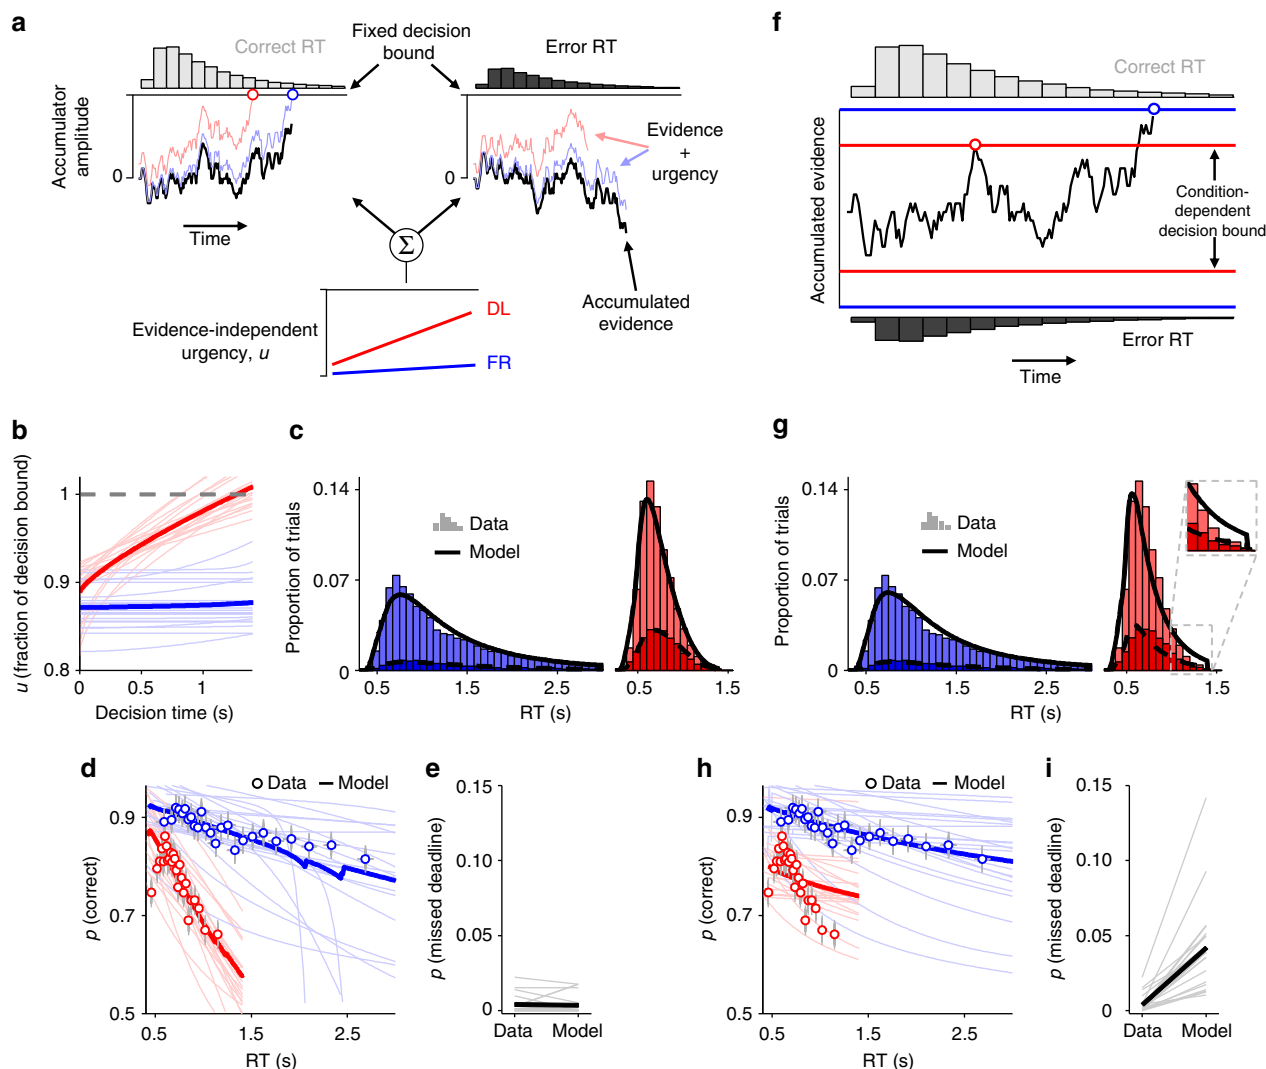 a
Correct RT
Fixed decision
bound
Error RT
Accumulator
amplitude
0
0
Evidence
+
urgency
Time
Σ
Accumulated
evidence
Evidence-independent
urgency, u
DL
FR
f
Correct RT
Accumulated evidence
Condition-
dependent
decision bound
Error RT
Time
b
u (fraction of decision bound)
1
0.9
0.8
0
0.5
1
Decision time (s)
c
Proportion of trials
0.14
0.07
0
Data
Model
0.5
1.5
2.5
0.5
1.5
RT (s)
g
Proportion of trials
0.14
0.07
0
Data
Model
0.5
1.5
2.5
0.5
1.5
RT (s)
d
Data
Model
p (correct)
0.9
0.7
0.5
0.5
1.5
2.5
RT (s)
e
p (missed deadline)
0.15
0.10
0.05
0
Data
Model
h
Data
Model
p (correct)
0.9
0.7
0.5
0.5
1.5
2.5
RT (s)
i
p (missed deadline)
0.15
0.10
0.05
0
Data
Model